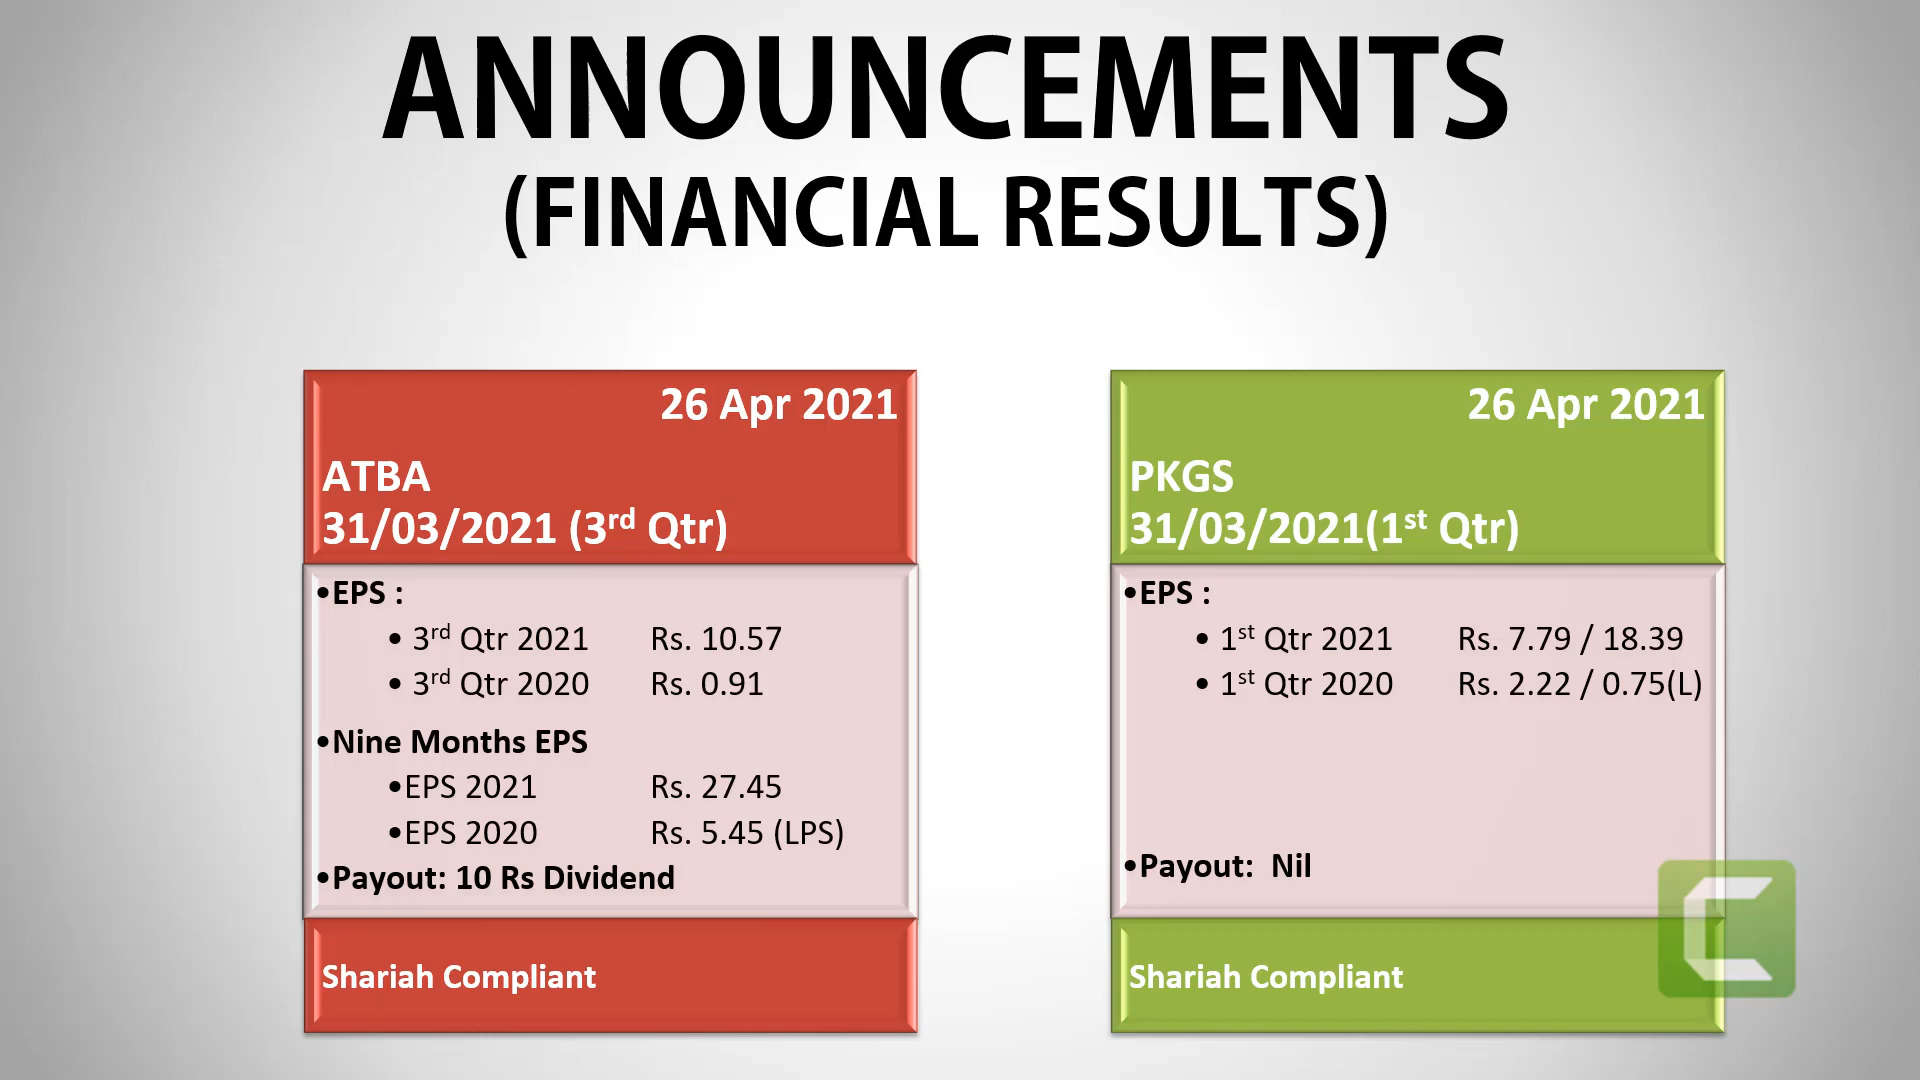 ANNOUNCEMENTS
(FINANCIAL RESULTS)
26 Apr 2021
ATBA
31/03/2021 (3rd Qtr)
•EPS :
• 3rd Qtr 2021 Rs. 10.57
• 3rd Qtr 2020 Rs. 0.91
•Nine Months EPS
•EPS 2021 Rs. 27.45
•EPS 2020 Rs. 5.45 (LPS)
•Payout: 10 Rs Dividend
Shariah Compliant
26 Apr 2021
PKGS
31/03/2021(1st Qtr)
•EPS :
• 1st Qtr 2021 Rs. 7.79 / 18.39
• 1st Qtr 2020 Rs. 2.22 / 0.75(L)
•Payout: Nil
Shariah Compliant